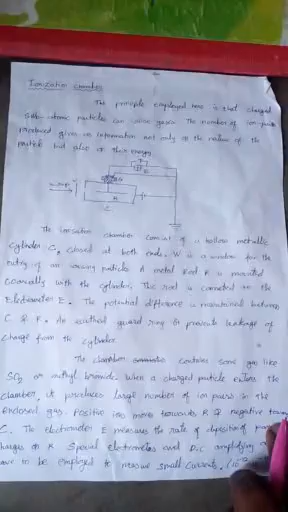 Ionization chamber
The principle employed here is that charged
sub-atomic particles can ionise gases. The number of ion-pairs
produced gives us information not only on the nature of the
particle but also on their energy
E
W
G
R
C
The ionisation chamber consist of a hollow metallic
cylinder C, closed at both ends. W is a window for the
entry of an ionising particle A metal Rod R is mounted
coaxially with the cylinder. This rod is connected to the
Electrometer E. The potential difference is maintained between
C & R. An earthed guard ring G prevents leakage of
charge from the cylinder
The chamber contains some gas like
SO2 or methyl bromide. When a charged particle enters the
chamber, it produces large number of ion pairs in the
enclosed gas. Positive ions move towards R & negative
C. The electrometer E measures the rate of deposition of
charges on R Special electrometers and D.C amplifying
have to be employed to measure small currents.